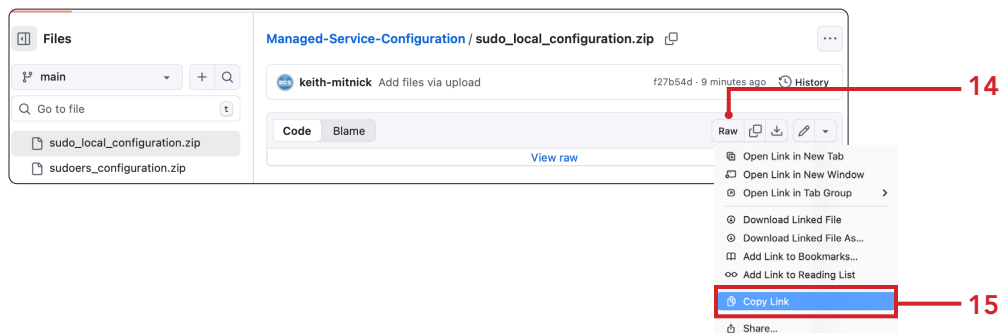 Files
Managed-Service-Configuration / sudo_local_configuration.zip
main
Go to file
t
sudo_local_configuration.zip
sudoers_configuration.zip
HCS
keith-mitnick Add files via upload
f27b54d · 9 minutes ago
History
Code
Blame
Raw
View raw
14
Open Link in New Tab
Open Link in New Window
Open Link in Tab Group
Download Linked File
Download Linked File As...
Add Link to Bookmarks...
Add Link to Reading List
Copy Link
15
Share...